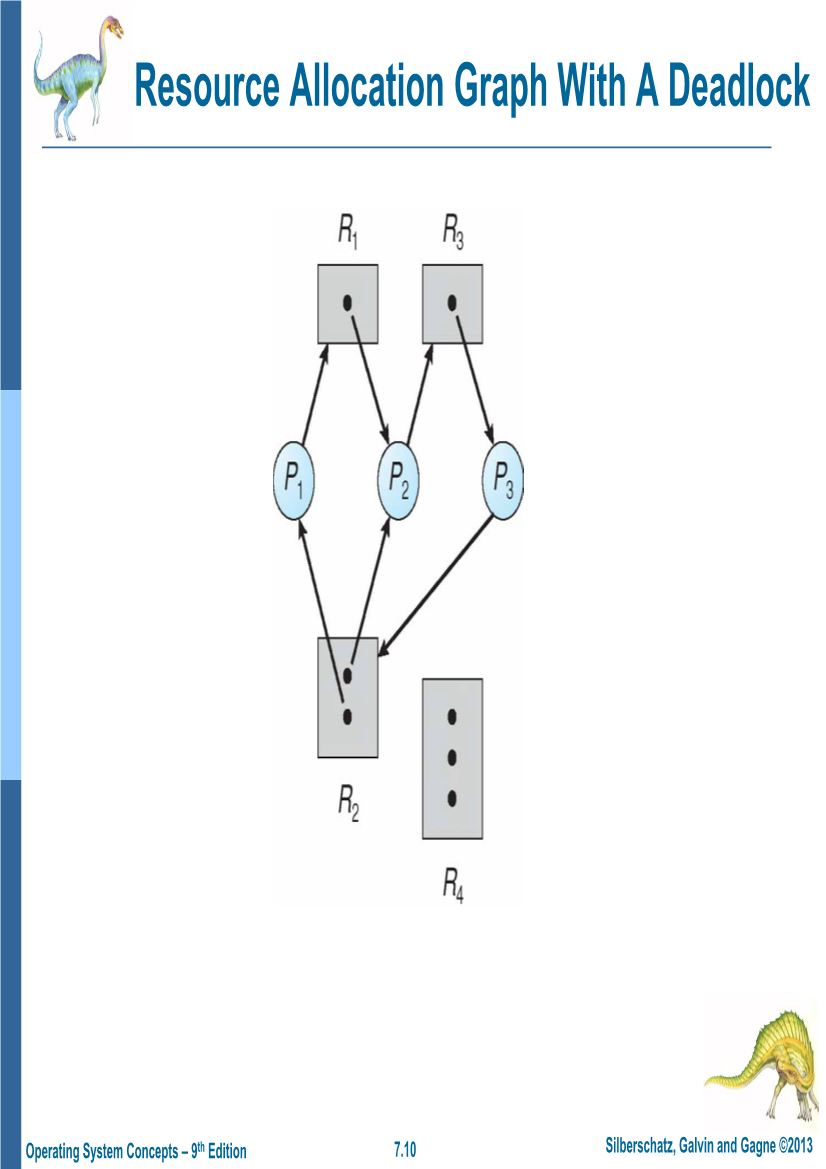 Resource Allocation Graph With A Deadlock
R1 R3
P1 P2 P3
R2
R4
Operating System Concepts – 9th Edition 7.10 Silberschatz, Galvin and Gagne ©2013